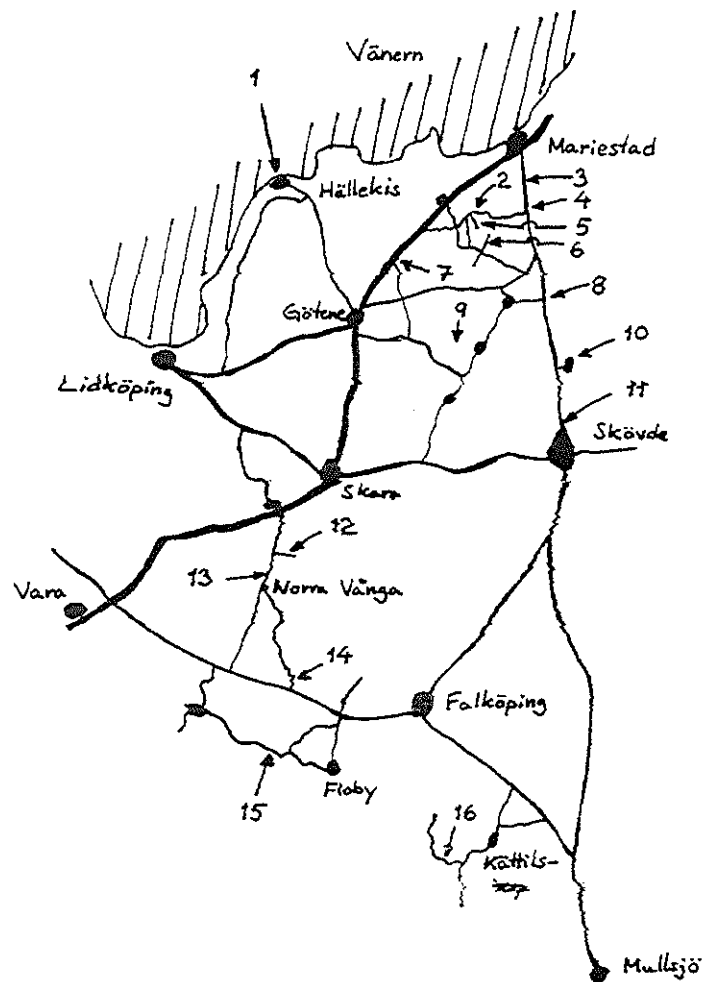 Vänern
1
Mariestad
Hällekis
2
3
4
5
6
7
8
Götene
9
10
Lidköping
11
Skövde
Skara
12
13
Vara
Norra Vånga
14
Falköping
15
Floby
16
Kättils-
Mullsjö